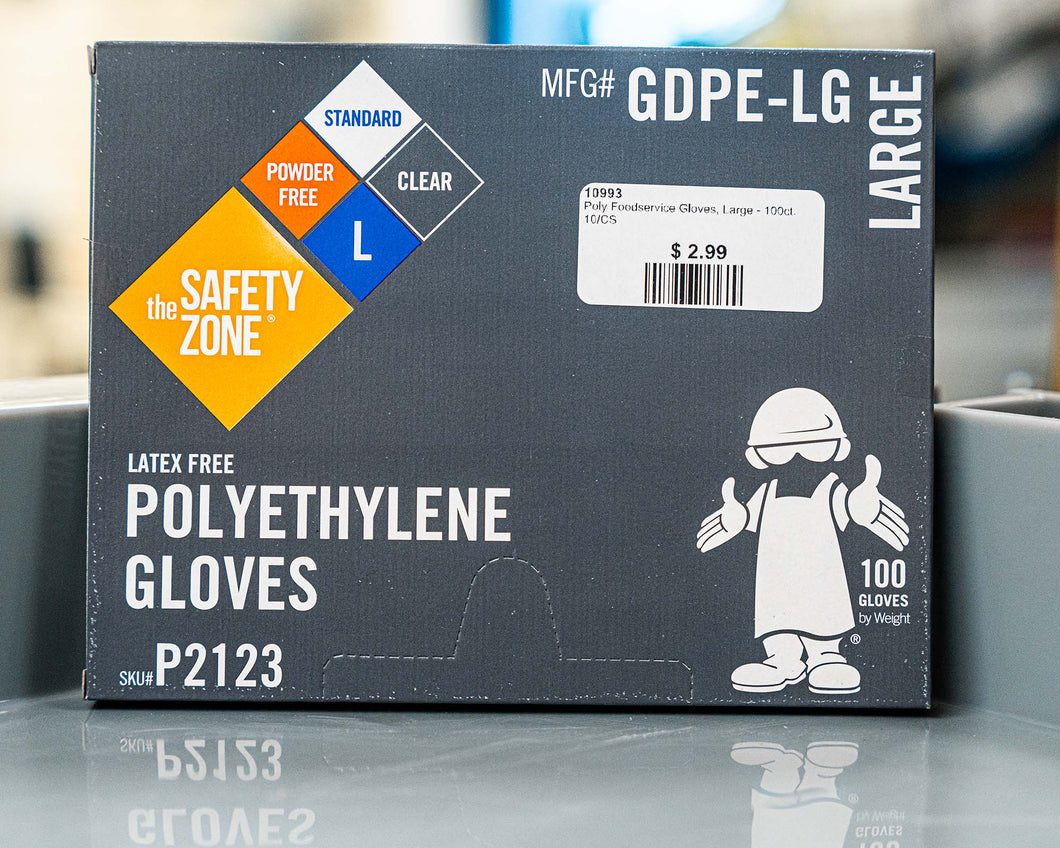 MFG# GDPE-LG
LARGE
STANDARD
POWDER
FREE
CLEAR
L
the SAFETY
ZONE®
10993
Poly Foodservice Gloves, Large - 100ct.
10/CS
$ 2.99
LATEX FREE
POLYETHYLENE
GLOVES
100
GLOVES
by Weight
®
SKU# P2123